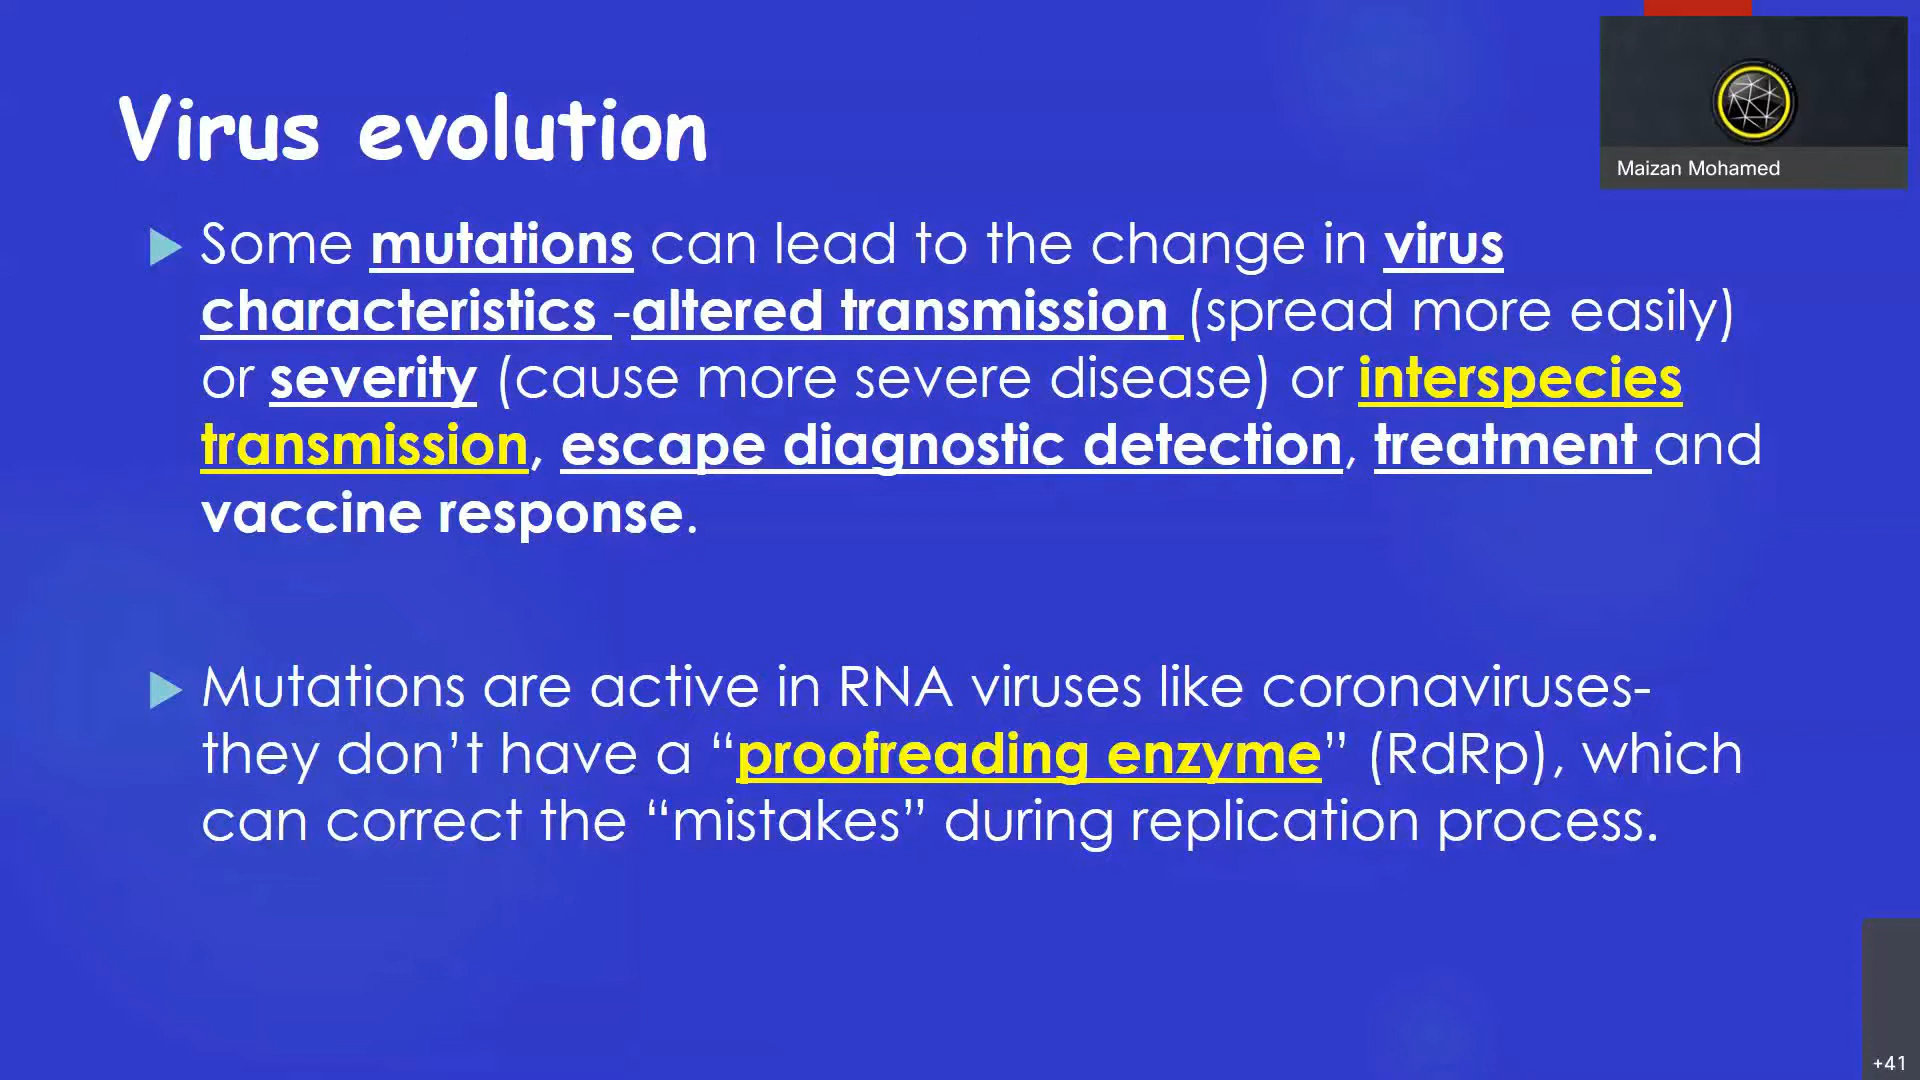 Maizan Mohamed
Virus evolution
Some mutations can lead to the change in virus
characteristics -altered transmission (spread more easily)
or severity (cause more severe disease) or interspecies
transmission, escape diagnostic detection, treatment and
vaccine response.
Mutations are active in RNA viruses like coronaviruses-
they don’t have a “proofreading enzyme” (RdRp), which
can correct the “mistakes” during replication process.
+41